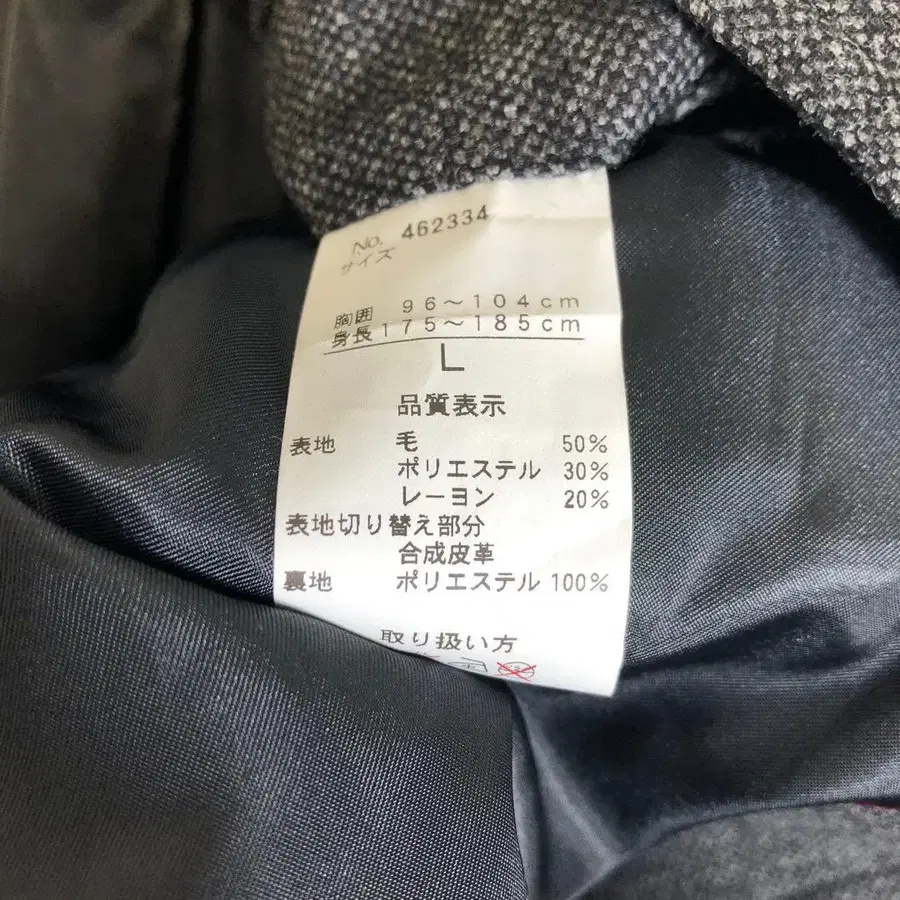 No. 462334
サイズ
胸囲 96～104cm
身長 175～185cm
L
品質表示
表地 毛 50%
ポリエステル 30%
レーヨン 20%
表地切り替え部分
合成皮革
裏地 ポリエステル 100%
取り扱い方